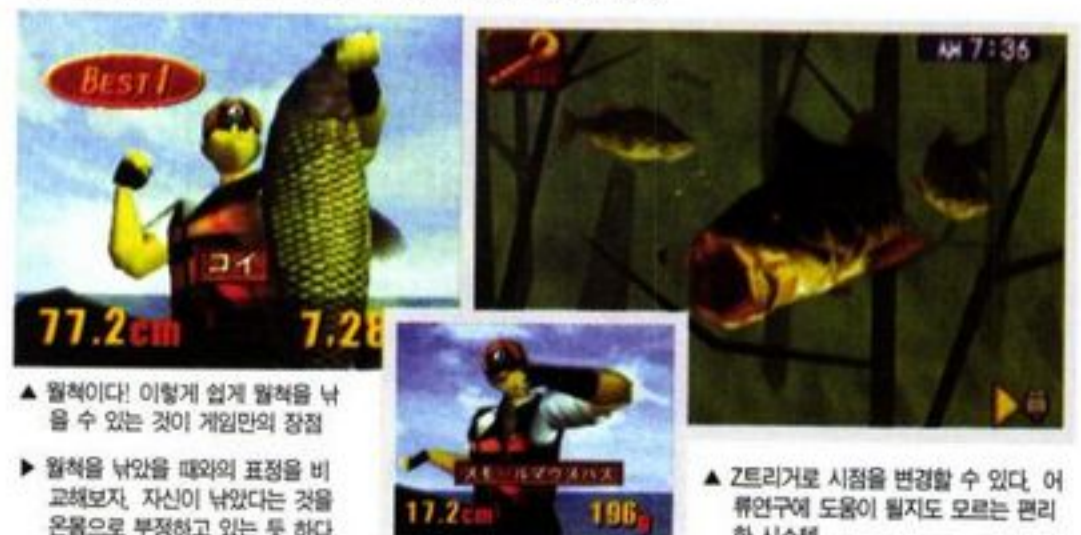 BEST 1
コイ
77.2cm 7,28
AM 7:36
▲ 월척이다! 이렇게 쉽게 월척을 낚
을 수 있는 것이 게임만의 장점
▶ 월척을 낚았을 때와의 표정을 비
교해보자. 자신이 낚았다는 것을
온몸으로 부정하고 있는 듯 하다
スモールマウスバス
17.2cm 196g
▲ Z트리거로 시점을 변경할 수 있다. 어
류연구에 도움이 될지도 모르는 편리
한 시스템